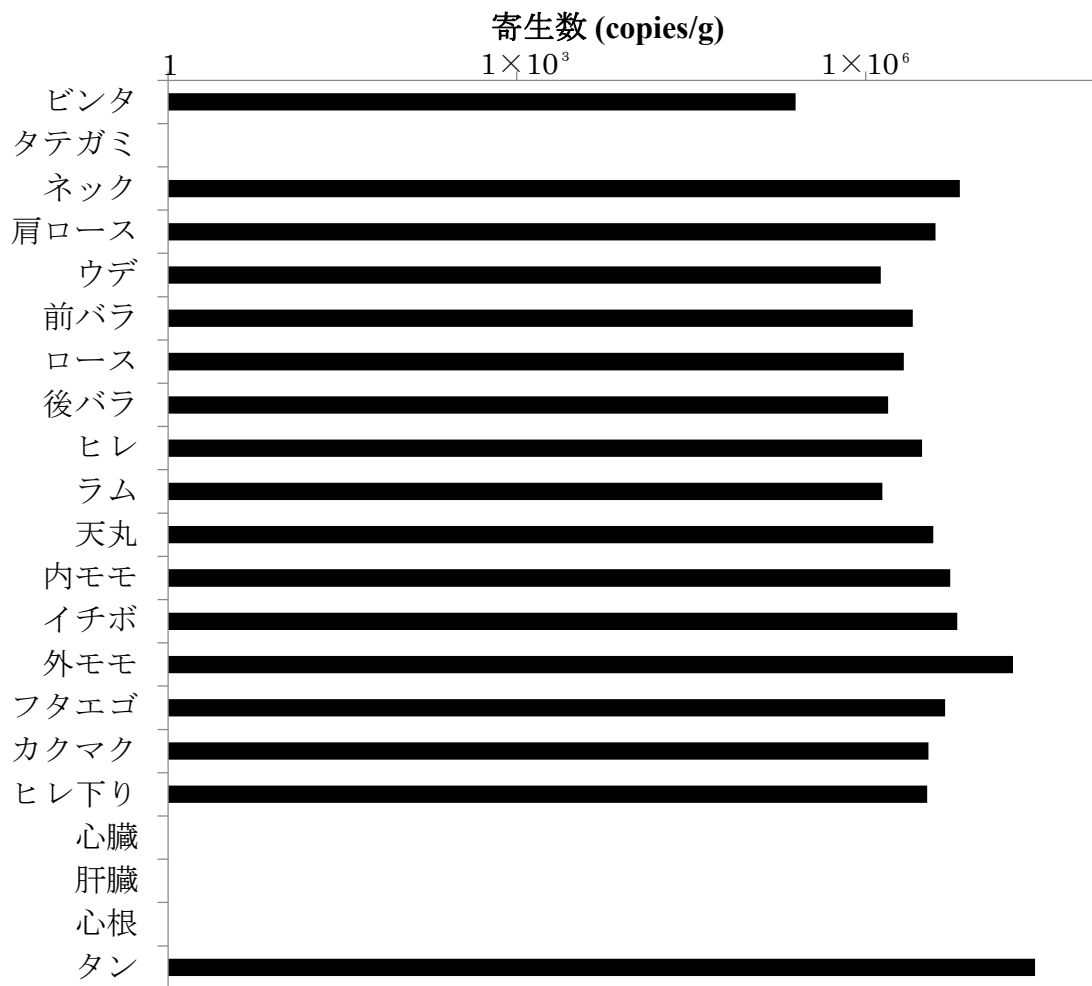 寄生数 (copies/g)
1 1×10³ 1×10⁶
ビンタ
タテガミ
ネック
肩ロース
ウデ
前バラ
ロース
後バラ
ヒレ
ラム
天丸
内モモ
イチボ
外モモ
フタエゴ
カクマク
ヒレ下り
心臓
肝臓
心根
タン